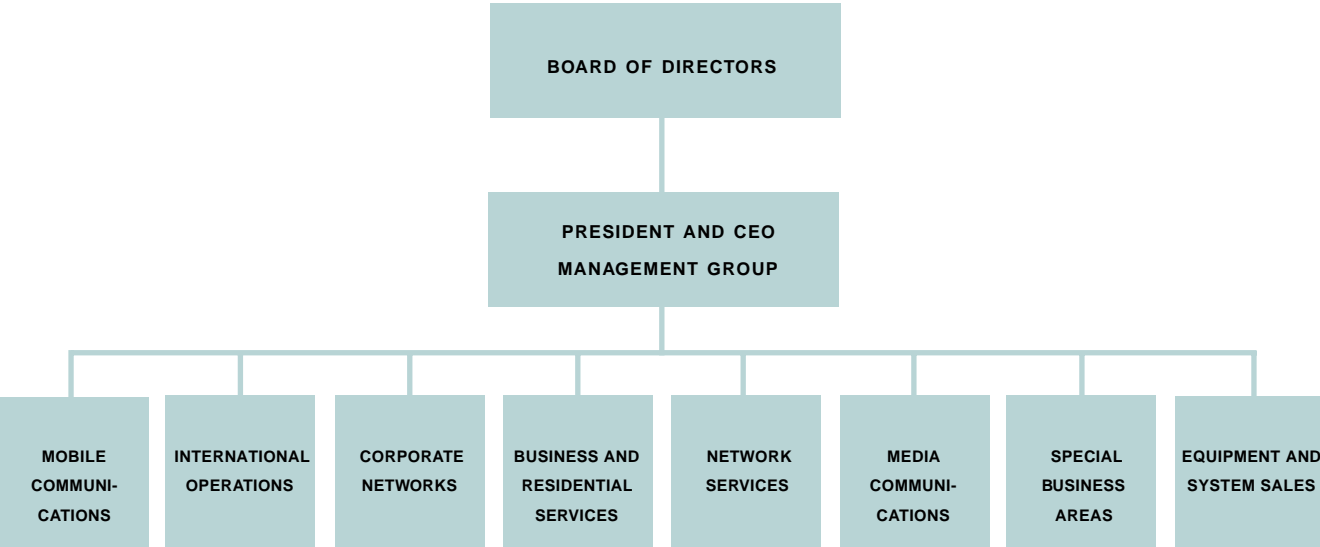 BOARD OF DIRECTORS
PRESIDENT AND CEO
MANAGEMENT GROUP
MOBILE
COMMUNI-
CATIONS
INTERNATIONAL
OPERATIONS
CORPORATE
NETWORKS
BUSINESS AND
RESIDENTIAL
SERVICES
NETWORK
SERVICES
MEDIA
COMMUNI-
CATIONS
SPECIAL
BUSINESS
AREAS
EQUIPMENT AND
SYSTEM SALES